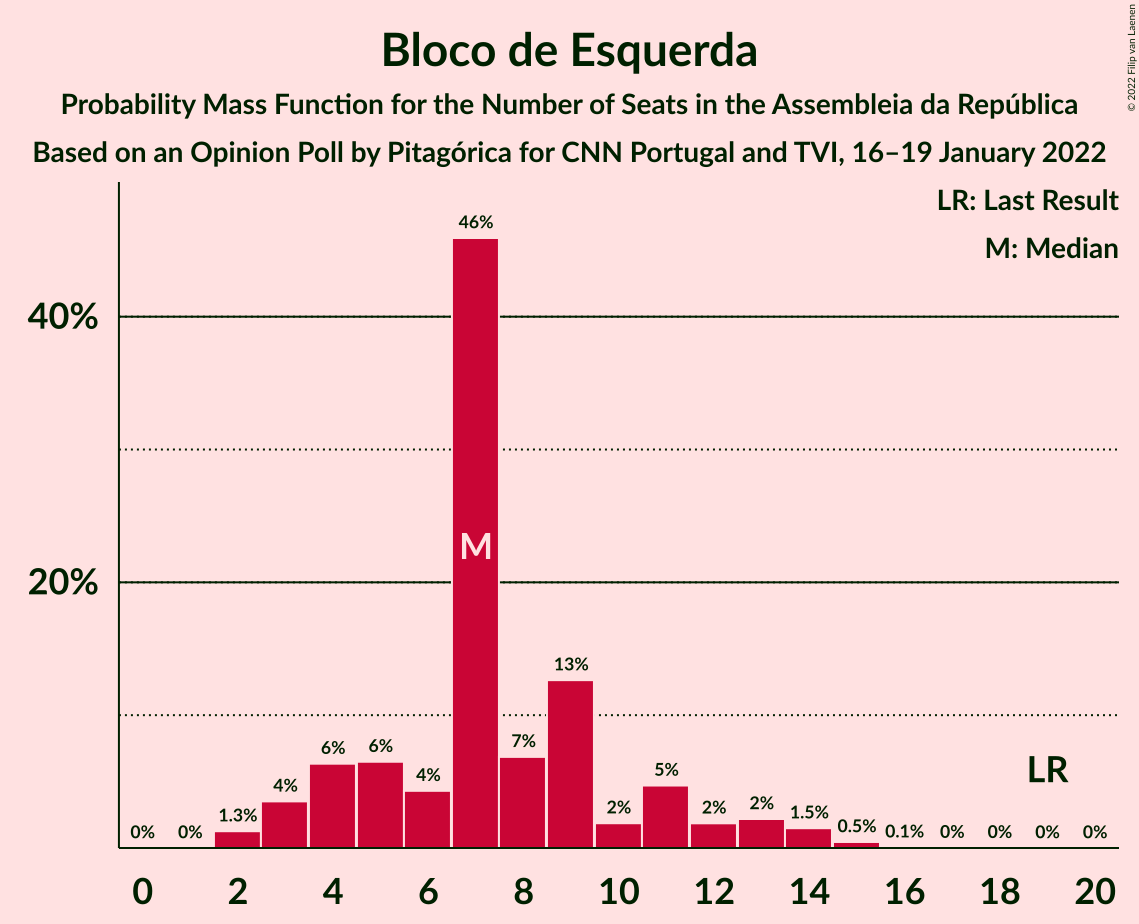 Bloco de Esquerda
Probability Mass Function for the Number of Seats in the Assembleia da República
Based on an Opinion Poll by Pitagórica for CNN Portugal and TVI, 16–19 January 2022
© 2022 Filip van Laenen
LR: Last Result
M: Median
46%
40%
M
20%
13%
7%
6% 6%
4% 4%
5%
LR
1.3%
2% 2% 2% 1.5%
0.5% 0.1%
0% 0% 0% 0% 0% 0%
0 2 4 6 8 10 12 14 16 18 20